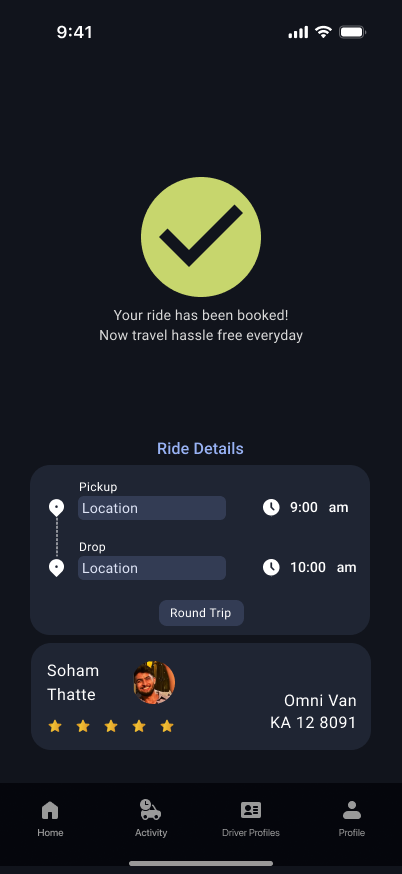 9:41
Your ride has been booked!
Now travel hassle free everyday
Ride Details
Pickup
Location
9:00 am
Drop
Location
10:00 am
Round Trip
Soham
Thatte
Omni Van
KA 12 8091
Home
Activity
Driver Profiles
Profile